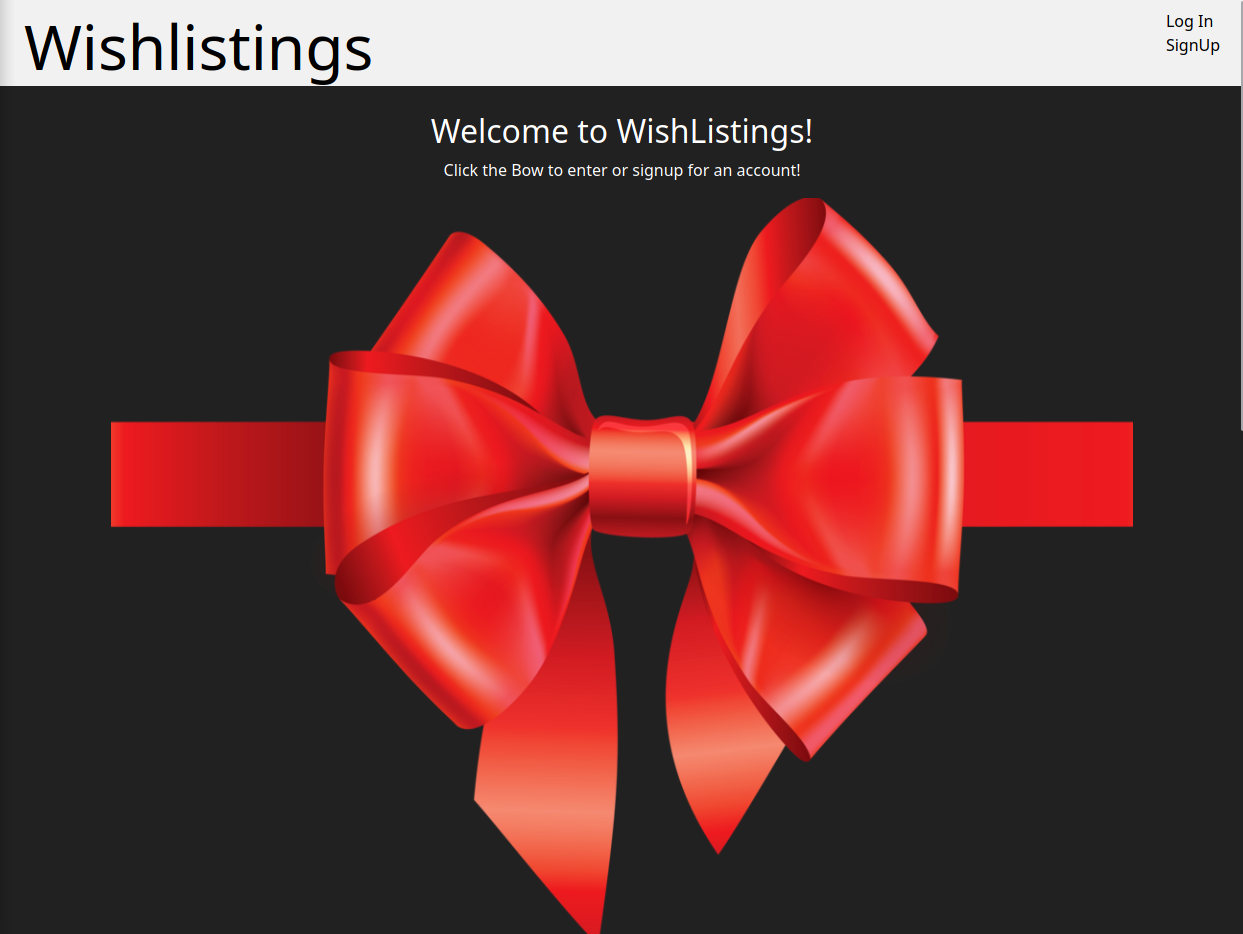 Wishlistings
Log In
SignUp
Welcome to WishListings!
Click the Bow to enter or signup for an account!